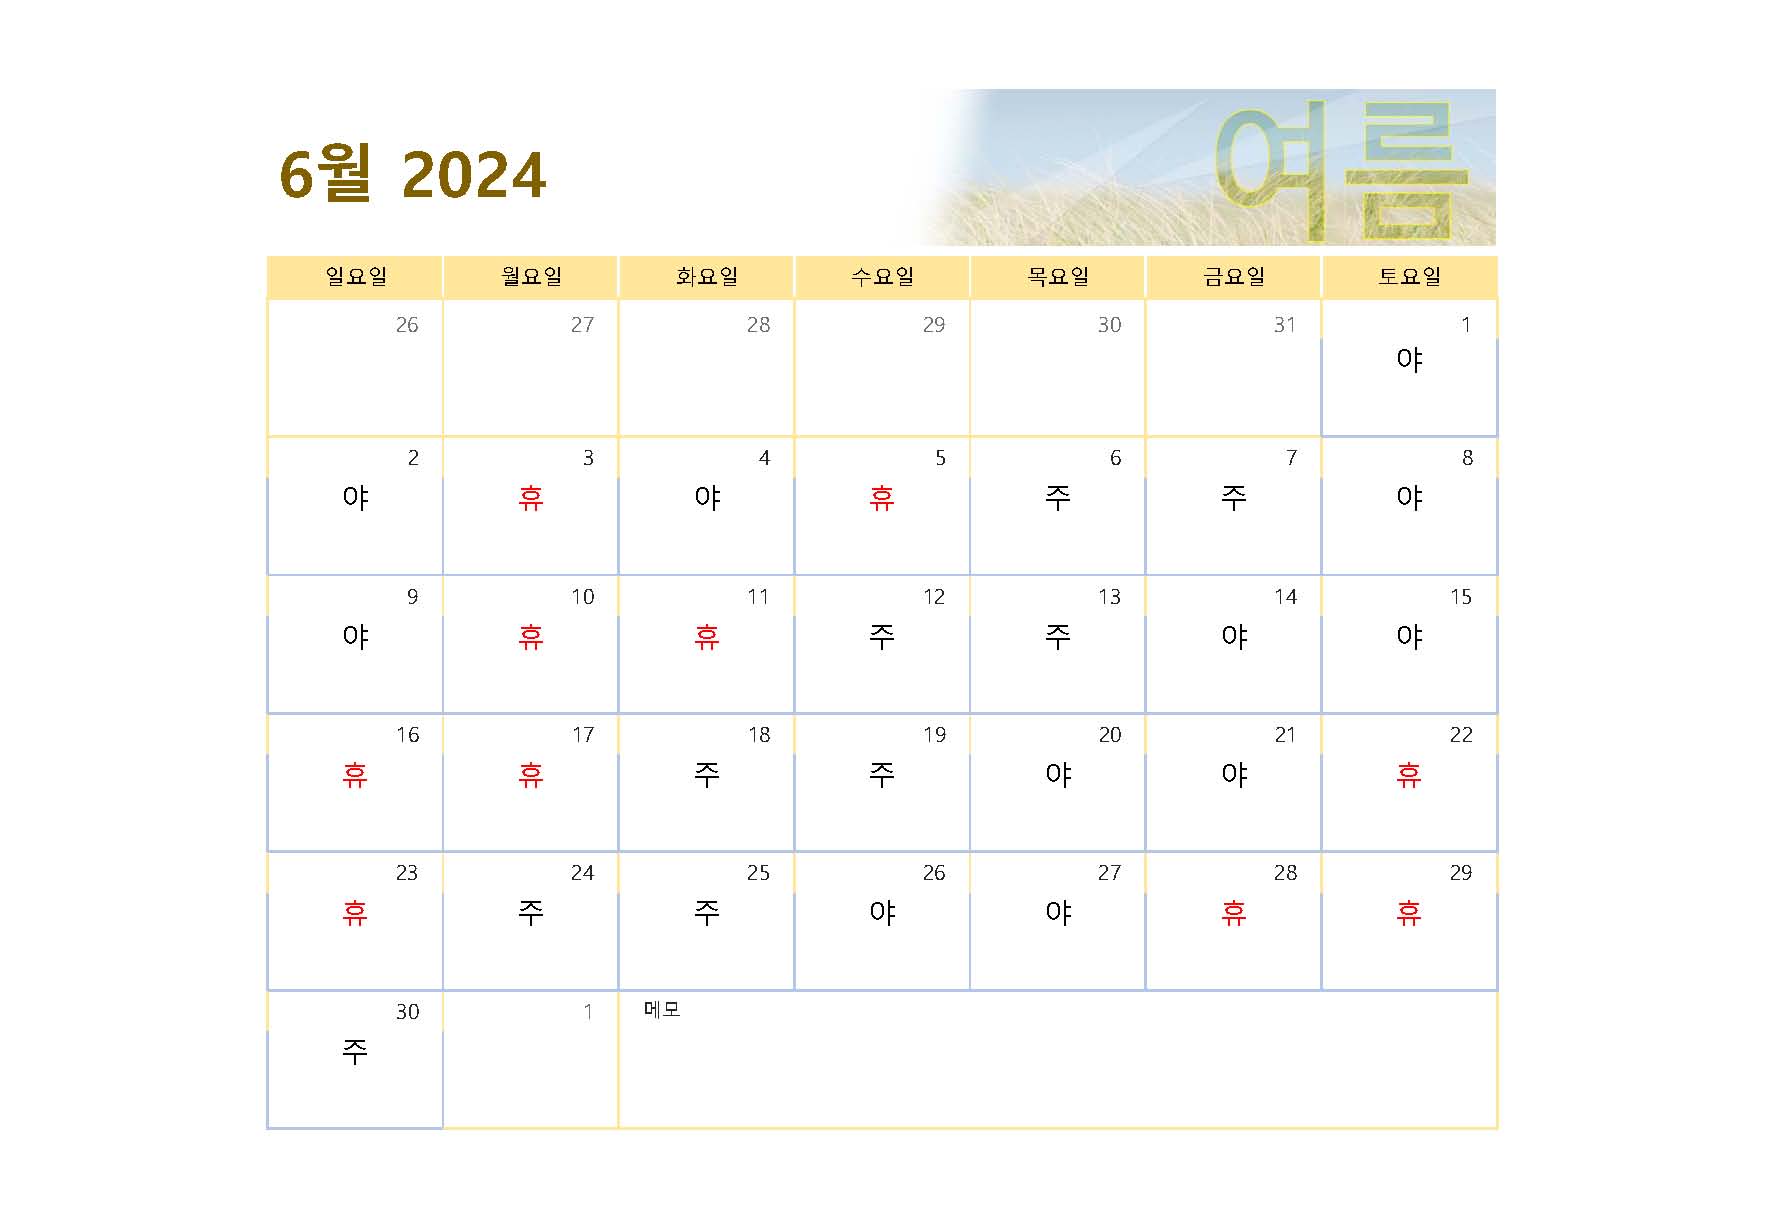 6월 2024
여름
일요일 월요일 화요일 수요일 목요일 금요일 토요일
26 27 28 29 30 31 1
야
2 3 4 5 6 7 8
야 휴 야 휴 주 주 야
9 10 11 12 13 14 15
야 휴 휴 주 주 야 야
16 17 18 19 20 21 22
휴 휴 주 주 야 야 휴
23 24 25 26 27 28 29
휴 주 주 야 야 휴 휴
30 1 메모
주